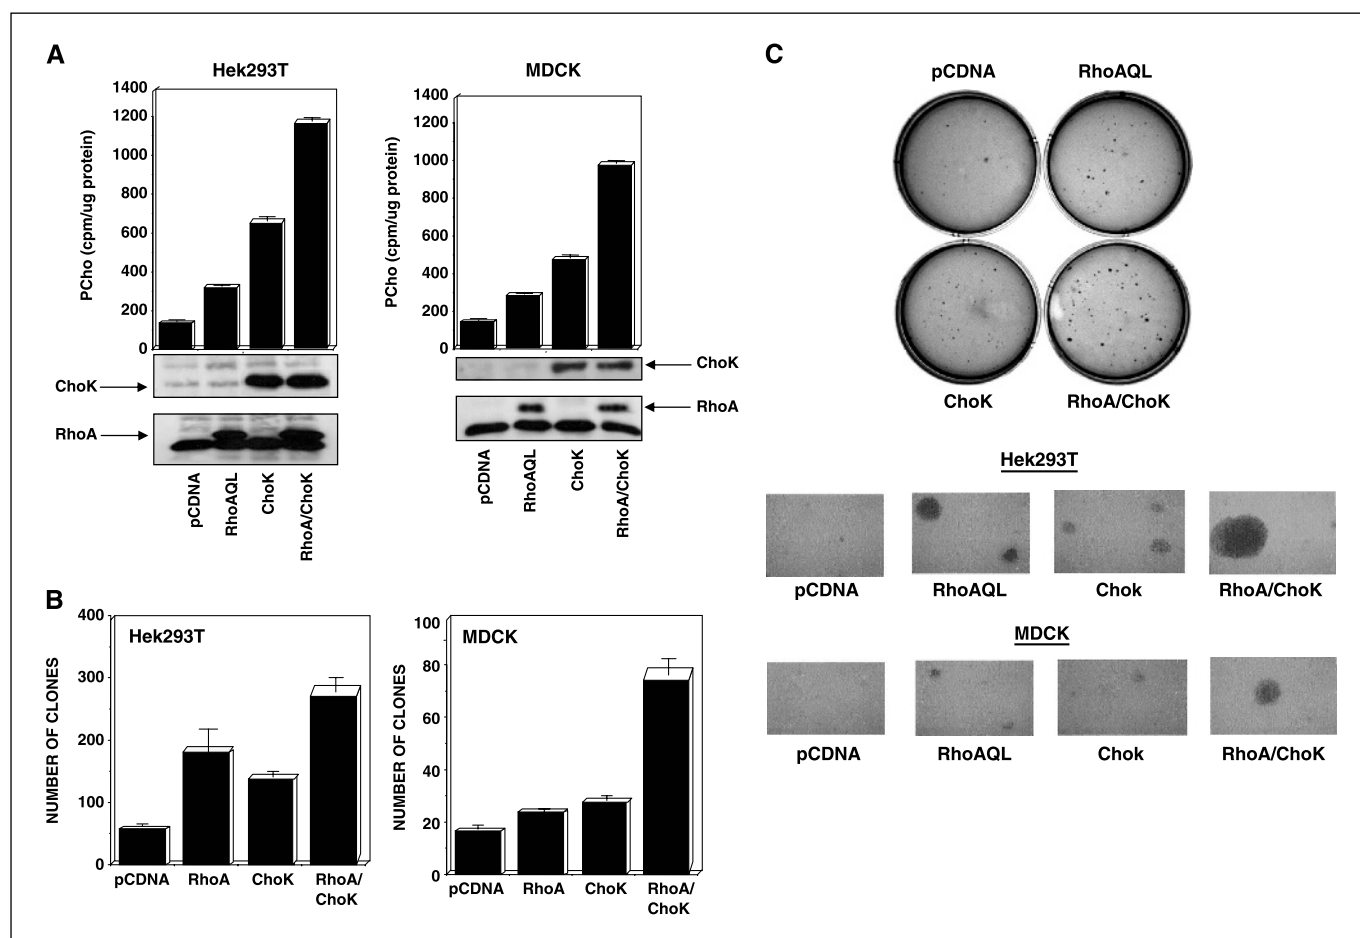 A
Hek293T
PCho (cpm/ug protein)
1400
1200
1000
800
600
400
200
0
ChoK
RhoA
pCDNA
RhoAQL
ChoK
RhoA/ChoK
MDCK
PCho (cpm/ug protein)
1400
1200
1000
800
600
400
200
0
ChoK
RhoA
pCDNA
RhoAQL
ChoK
RhoA/ChoK
B
Hek293T
NUMBER OF CLONES
400
300
200
100
0
pCDNA
RhoA
ChoK
RhoA/
ChoK
MDCK
NUMBER OF CLONES
100
80
60
40
20
0
pCDNA
RhoA
ChoK
RhoA/
ChoK
C
pCDNA
RhoAQL
ChoK
RhoA/ChoK
Hek293T
pCDNA
RhoAQL
Chok
RhoA/ChoK
MDCK
pCDNA
RhoAQL
Chok
RhoA/ChoK